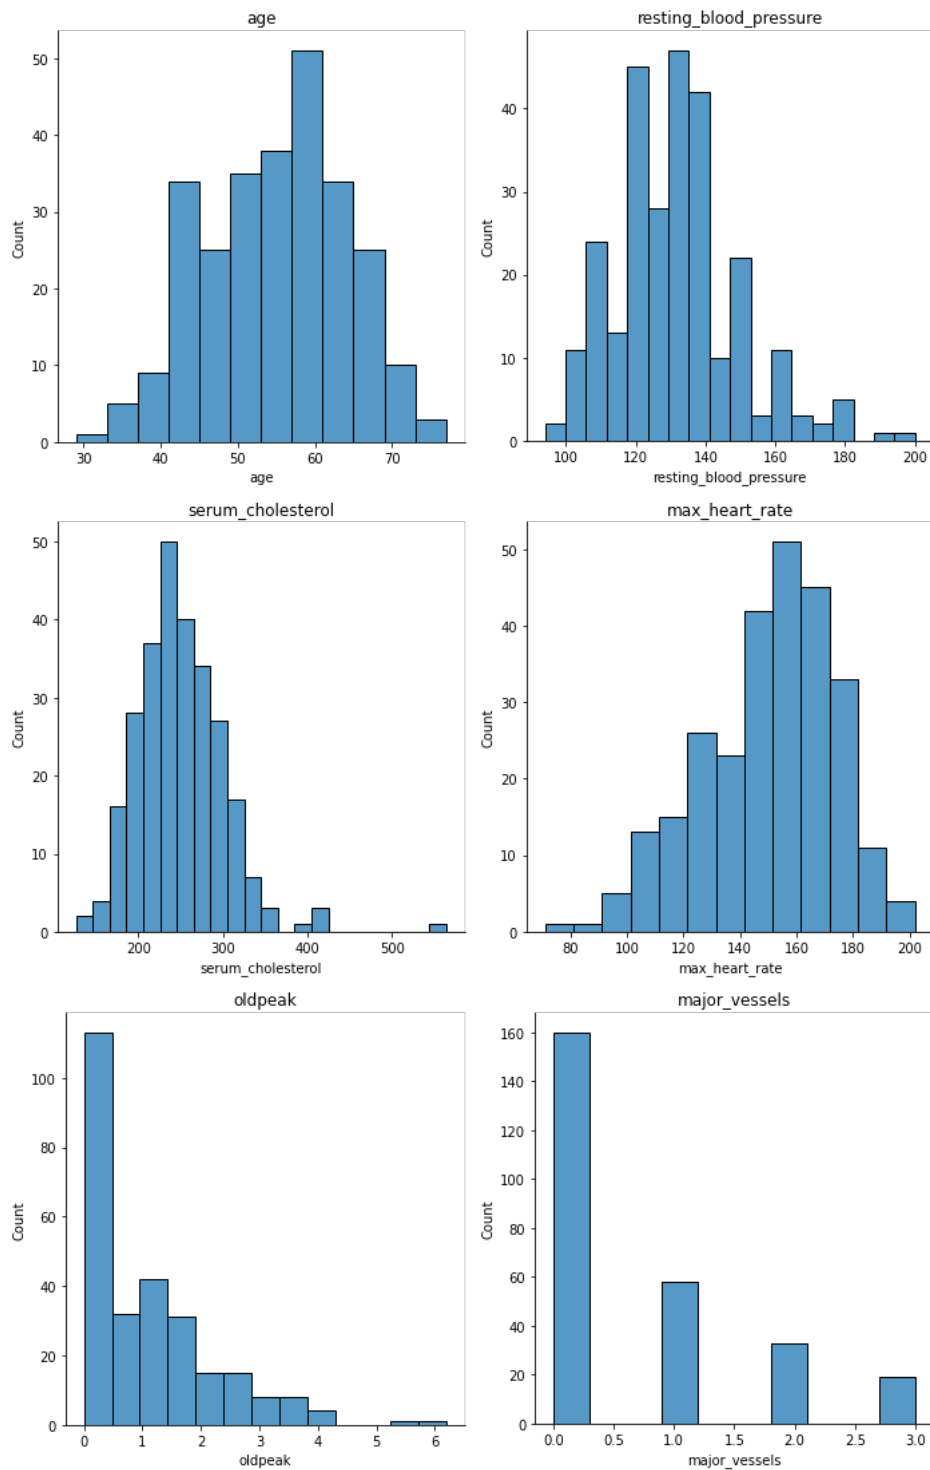 age
50
40
30
20
10
0
Count
30 40 50 60 70
age
resting_blood_pressure
40
30
20
10
0
Count
100 120 140 160 180 200
resting_blood_pressure
serum_cholesterol
50
40
30
20
10
0
Count
200 300 400 500
serum_cholesterol
max_heart_rate
50
40
30
20
10
0
Count
80 100 120 140 160 180 200
max_heart_rate
oldpeak
100
80
60
40
20
0
Count
0 1 2 3 4 5 6
oldpeak
major_vessels
160
140
120
100
80
60
40
20
0
Count
0.0 0.5 1.0 1.5 2.0 2.5 3.0
major_vessels